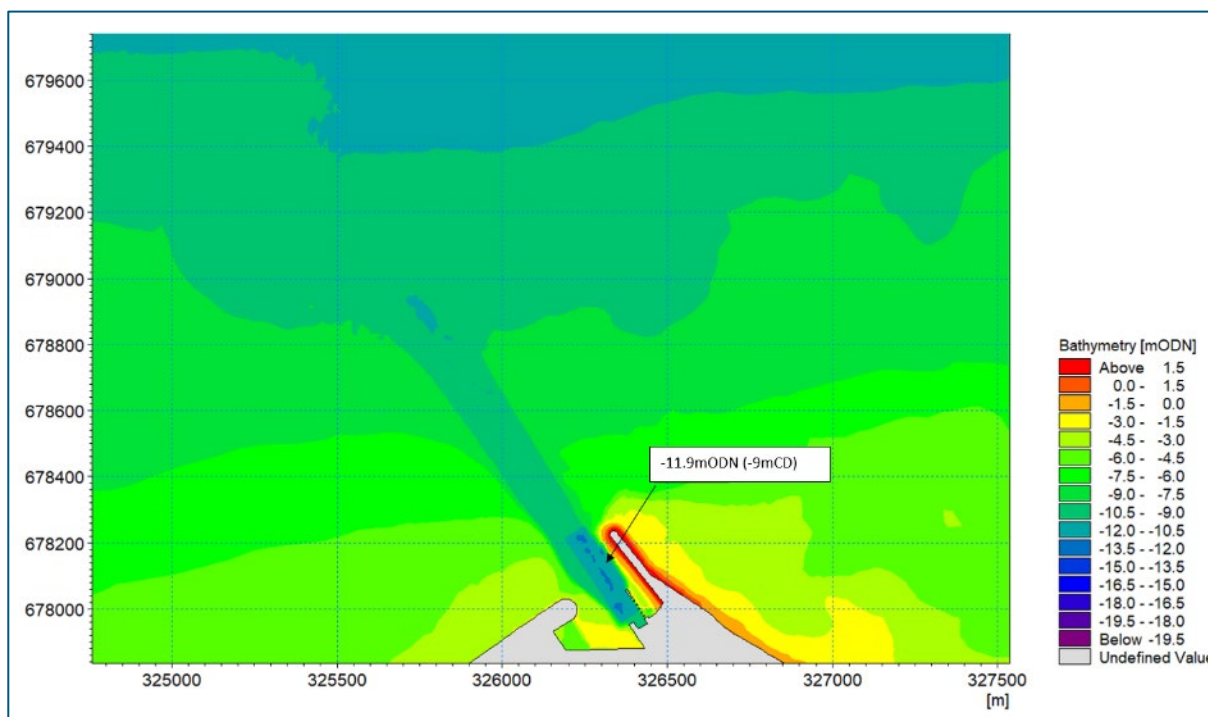 679600
679400
679200
679000
678800
678600
678400
678200
678000
-11.9mODN (-9mCD)
325000 325500 326000 326500 327000 327500
[m]
Bathymetry [mODN]
Above 1.5
0.0 - 1.5
-1.5 - 0.0
-3.0 - -1.5
-4.5 - -3.0
-6.0 - -4.5
-7.5 - -6.0
-9.0 - -7.5
-10.5 - -9.0
-12.0 - -10.5
-13.5 - -12.0
-15.0 - -13.5
-16.5 - -15.0
-18.0 - -16.5
-19.5 - -18.0
Below -19.5
Undefined Value